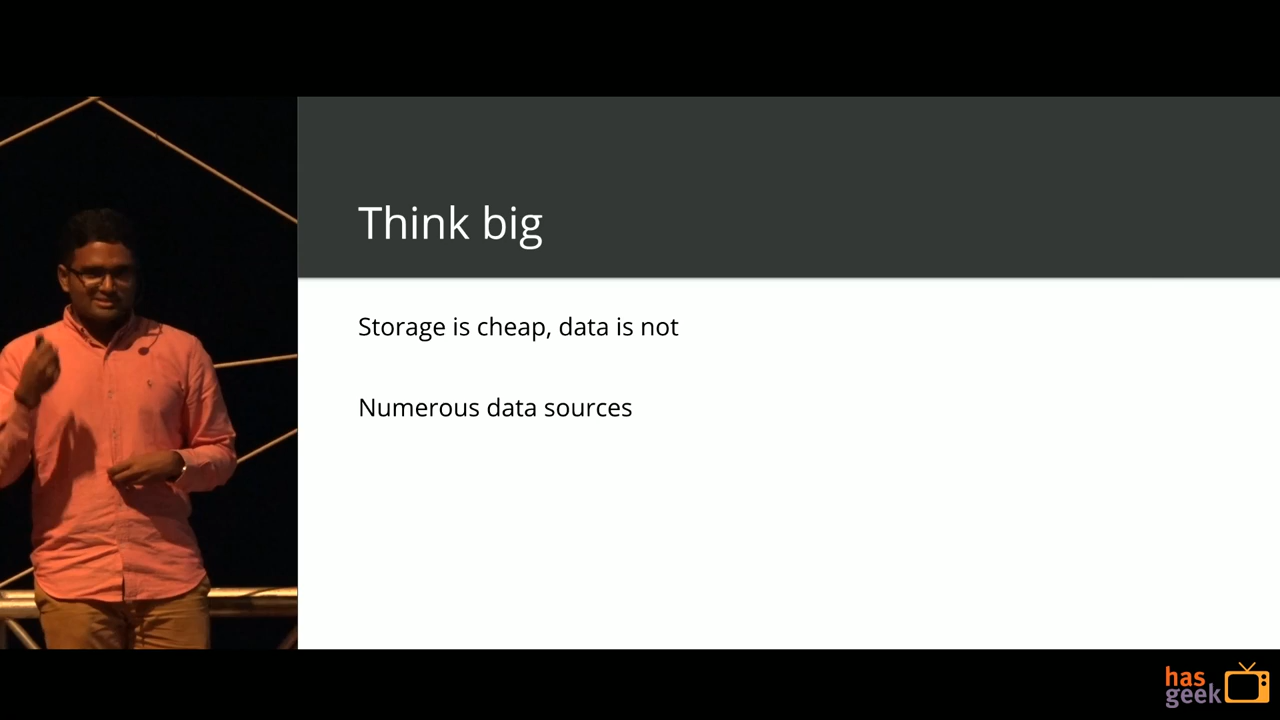 Think big
Storage is cheap, data is not
Numerous data sources
has
geek